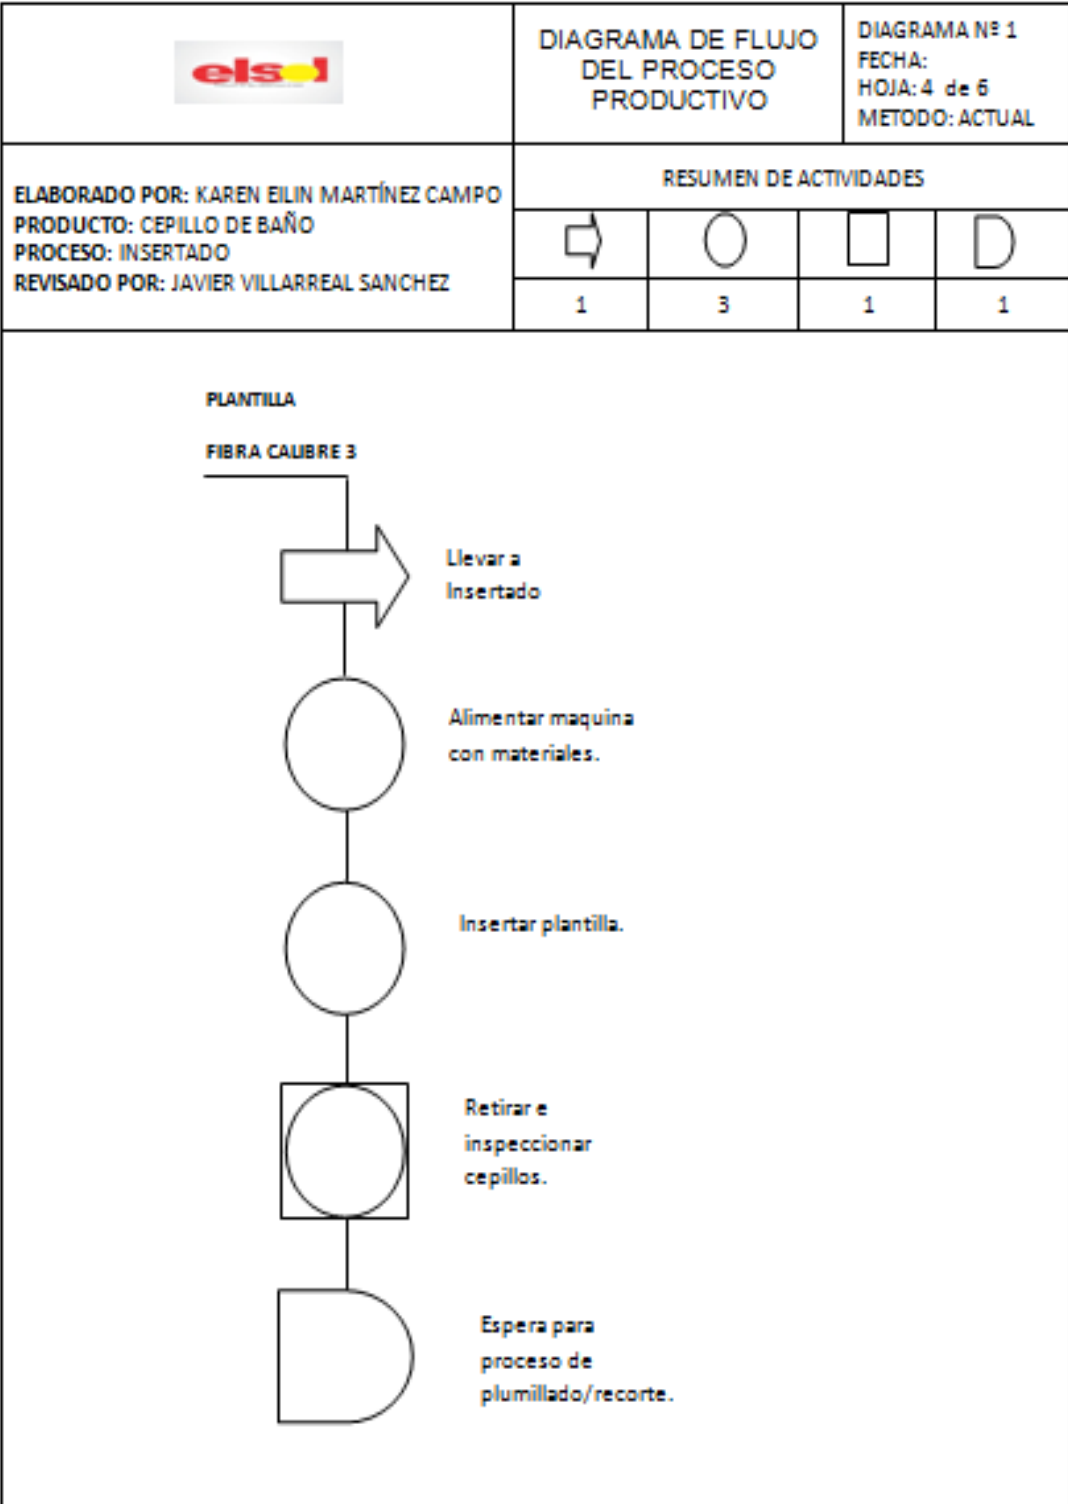 elsol
DIAGRAMA DE FLUJO
DEL PROCESO
PRODUCTIVO
DIAGRAMA Nº 1
FECHA:
HOJA: 4 de 6
METODO: ACTUAL
ELABORADO POR: KAREN EILIN MARTÍNEZ CAMPO
PRODUCTO: CEPILLO DE BAÑO
PROCESO: INSERTADO
REVISADO POR: JAVIER VILLARREAL SANCHEZ
RESUMEN DE ACTIVIDADES
1 3 1 1
PLANTILLA
FIBRA CALIBRE 3
Llevar a
Insertado
Alimentar maquina
con materiales.
Insertar plantilla.
Retirar e
inspeccionar
cepillos.
Espera para
proceso de
plumillado/recorte.